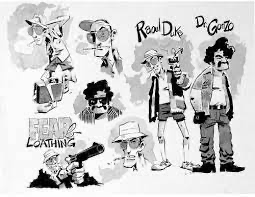 Raoul Duke
Dr. Gonzo
FEAR &
LOATHING